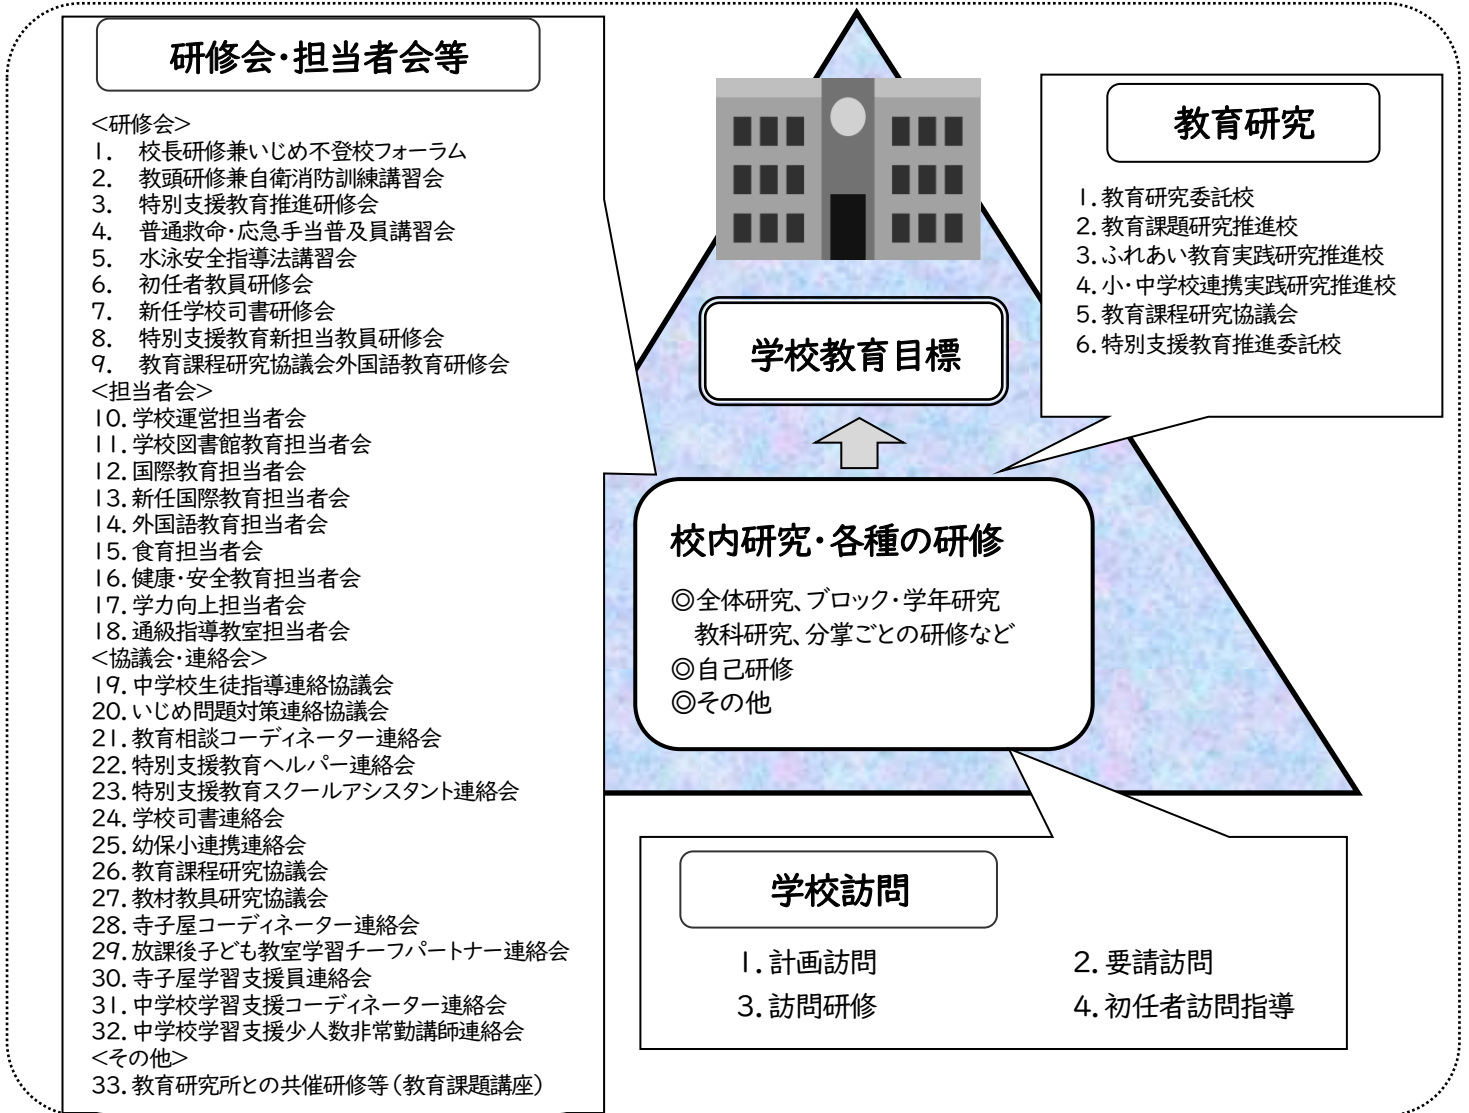 研修会・担当者会等
<研修会>
1. 校長研修兼いじめ不登校フォーラム
2. 教頭研修兼自衛消防訓練講習会
3. 特別支援教育推進研修会
4. 普通救命・応急手当普及員講習会
5. 水泳安全指導法講習会
6. 初任者教員研修会
7. 新任学校司書研修会
8. 特別支援教育新担当教員研修会
9. 教育課程研究協議会外国語教育研修会
<担当者会>
10.学校運営担当者会
11.学校図書館教育担当者会
12.国際教育担当者会
13.新任国際教育担当者会
14.外国語教育担当者会
15.食育担当者会
16.健康・安全教育担当者会
17.学力向上担当者会
18.通級指導教室担当者会
<協議会・連絡会>
19.中学校生徒指導連絡協議会
20.いじめ問題対策連絡協議会
21.教育相談コーディネーター連絡会
22.特別支援教育ヘルパー連絡会
23.特別支援教育スクールアシスタント連絡会
24.学校司書連絡会
25.幼保小連携連絡会
26.教育課程研究協議会
27.教材教具研究協議会
28.寺子屋コーディネーター連絡会
29.放課後子ども教室学習チーフパートナー連絡会
30.寺子屋学習支援員連絡会
31.中学校学習支援コーディネーター連絡会
32.中学校学習支援少人数非常勤講師連絡会
<その他>
33.教育研究所との共催研修等(教育課題講座)
教育研究
1.教育研究委託校
2.教育課題研究推進校
3.ふれあい教育実践研究推進校
4.小・中学校連携実践研究推進校
5.教育課程研究協議会
6.特別支援教育推進委託校
学校教育目標
校内研究・各種の研修
◎全体研究、ブロック・学年研究
教科研究、分掌ごとの研修など
◎自己研修
◎その他
学校訪問
1.計画訪問 2.要請訪問
3.訪問研修 4.初任者訪問指導